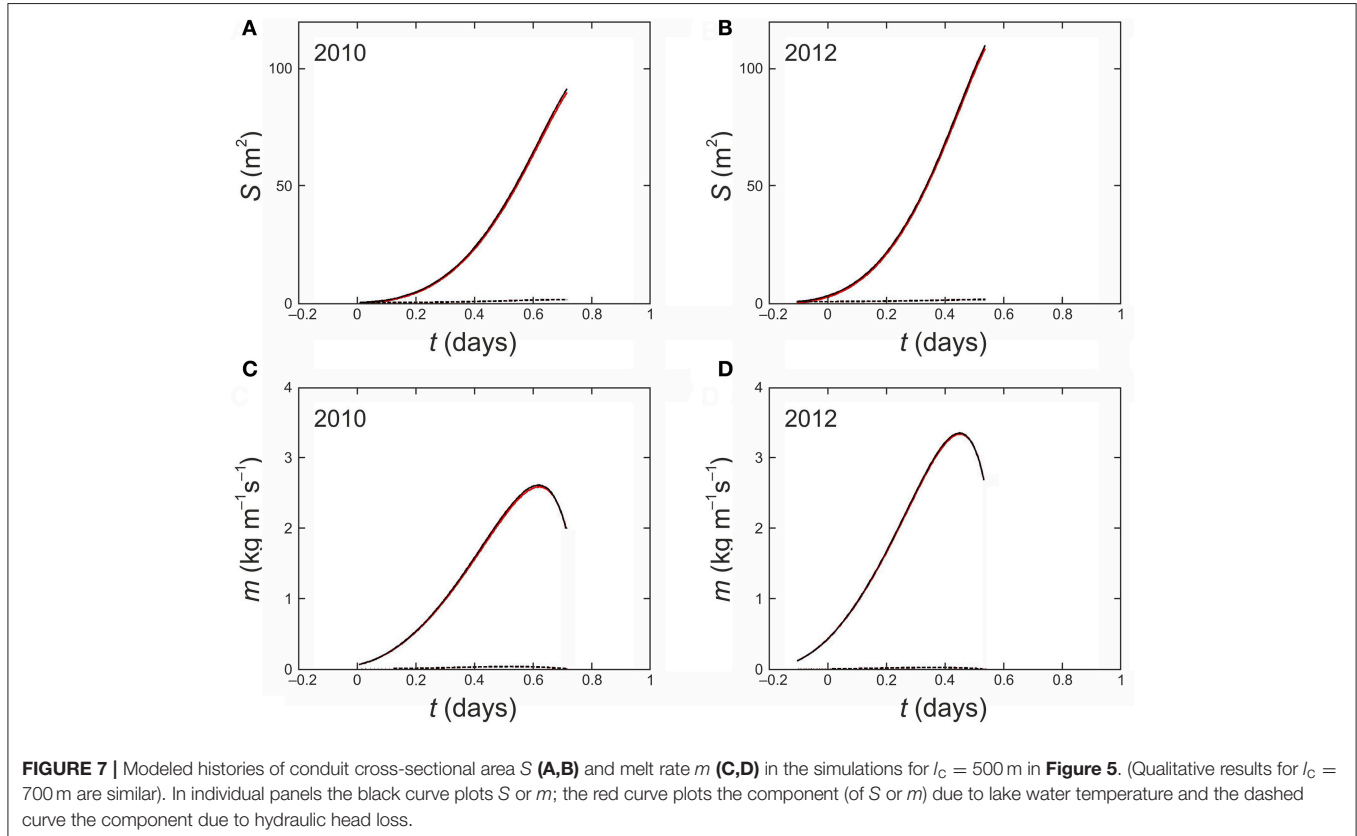 A
2010
100
50
0
S (m²)
–0.2 0 0.2 0.4 0.6 0.8 1
t (days)
B
2012
100
50
0
S (m²)
–0.2 0 0.2 0.4 0.6 0.8 1
t (days)
C
2010
4
3
2
1
0
m (kg m⁻¹s⁻¹)
–0.2 0 0.2 0.4 0.6 0.8 1
t (days)
D
2012
4
3
2
1
0
m (kg m⁻¹s⁻¹)
–0.2 0 0.2 0.4 0.6 0.8 1
t (days)
FIGURE 7 | Modeled histories of conduit cross-sectional area S (A,B) and melt rate m (C,D) in the simulations for lC = 500 m in Figure 5. (Qualitative results for lC =
700 m are similar). In individual panels the black curve plots S or m; the red curve plots the component (of S or m) due to lake water temperature and the dashed
curve the component due to hydraulic head loss.